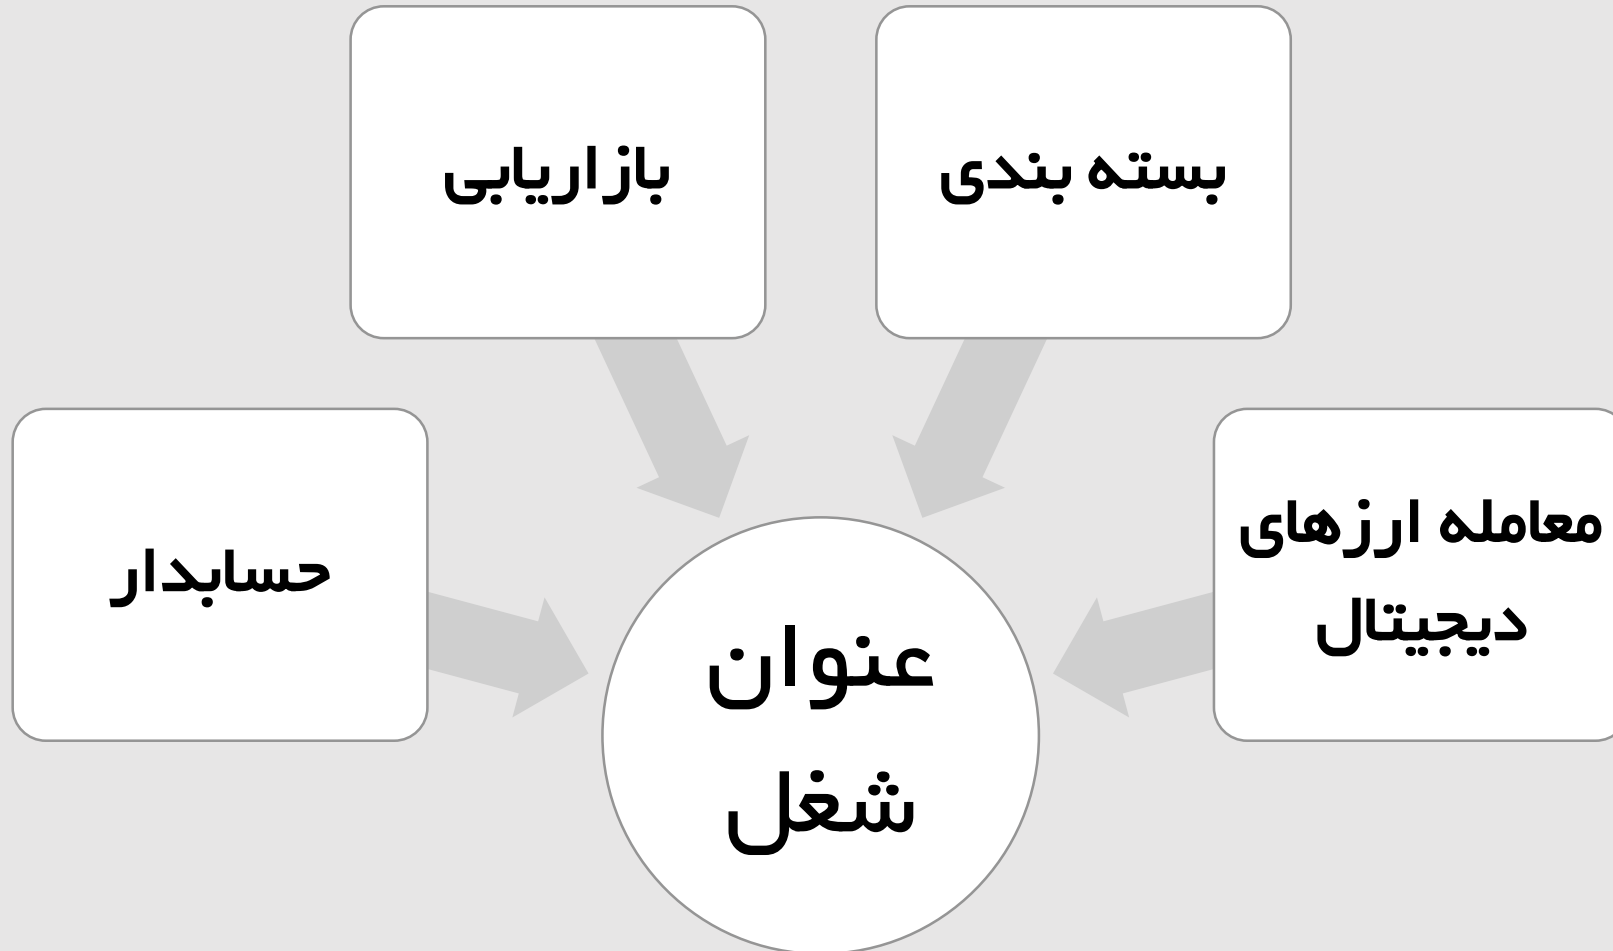 بسته بندی
بازاریابی
معامله ارزهای
دیجیتال
حسابدار
عنوان
شغل